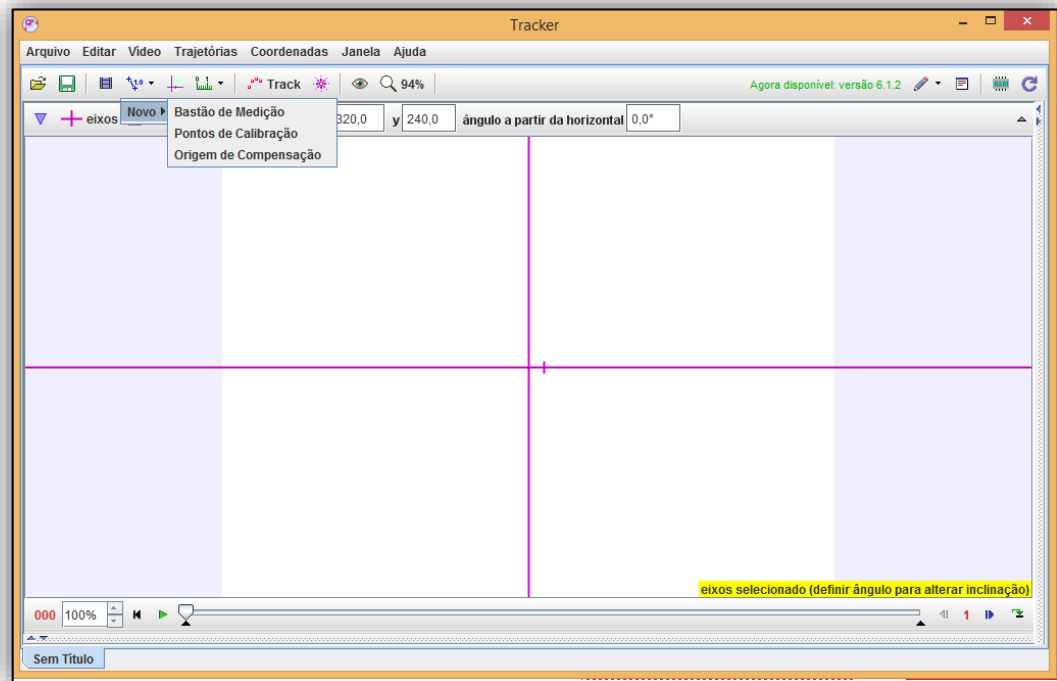 Tracker
Arquivo Editar Vídeo Trajetórias Coordenadas Janela Ajuda
1.0 Track 94% Agora disponível: versão 6.1.2
eixos Novo 320,0 y 240,0 ângulo a partir da horizontal 0,0°
Bastão de Medição
Pontos de Calibração
Origem de Compensação
eixos selecionado (definir ângulo para alterar inclinação)
000 100% 1
Sem Título